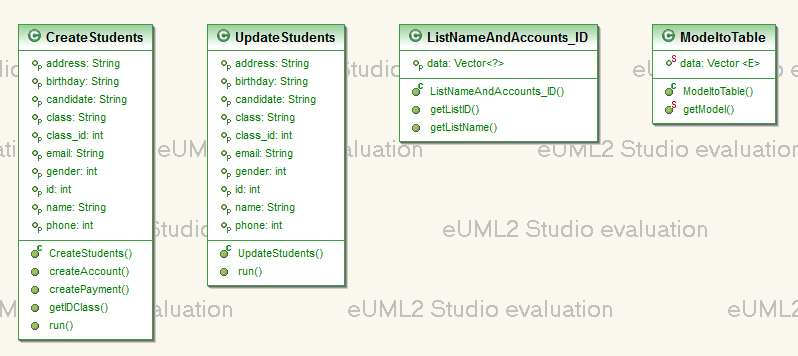 CreateStudents
address: String
birthday: String
candidate: String
class: String
class_id: int
email: String
gender: int
id: int
name: String
phone: int
CreateStudents()
createAccount()
createPayment()
getIDClass()
run()
UpdateStudents
address: String
birthday: String
candidate: String
class: String
class_id: int
email: String
gender: int
id: int
name: String
phone: int
UpdateStudents()
run()
ListNameAndAccounts_ID
data: Vector<?>
ListNameAndAccounts_ID()
getListID()
getListName()
ModeltoTable
data: Vector <E>
ModeltoTable()
getModel()
Studio
eUML2 Studio
eUML2
evaluation
eUML2 Studio evaluation
Studio
eUML2 Studio evaluation
evaluation
eUML2 Studio evaluation
eUML2